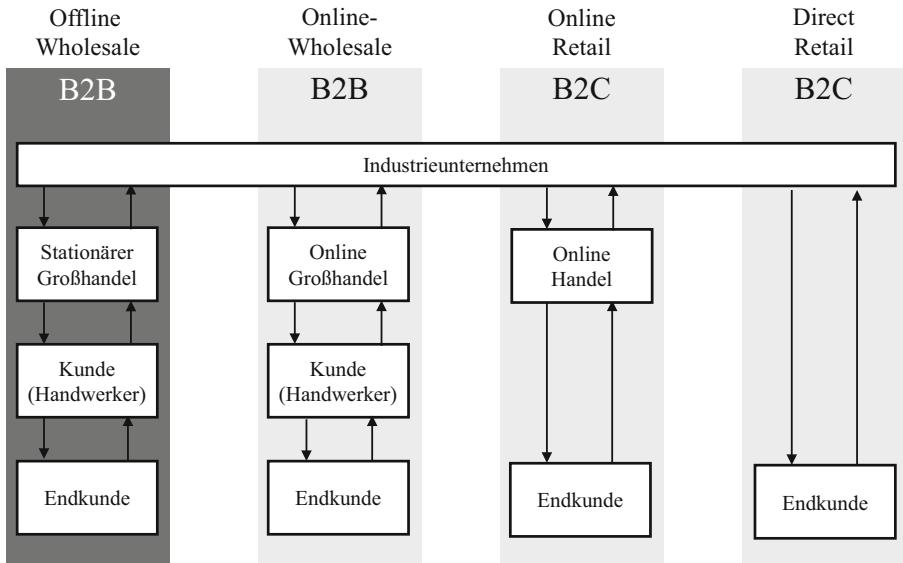 Offline
Wholesale
Online-
Wholesale
Online
Retail
Direct
Retail
B2B
B2B
B2C
B2C
Industrieunternehmen
Stationärer
Großhandel
Online
Großhandel
Online
Handel
Kunde
(Handwerker)
Kunde
(Handwerker)
Endkunde
Endkunde
Endkunde
Endkunde